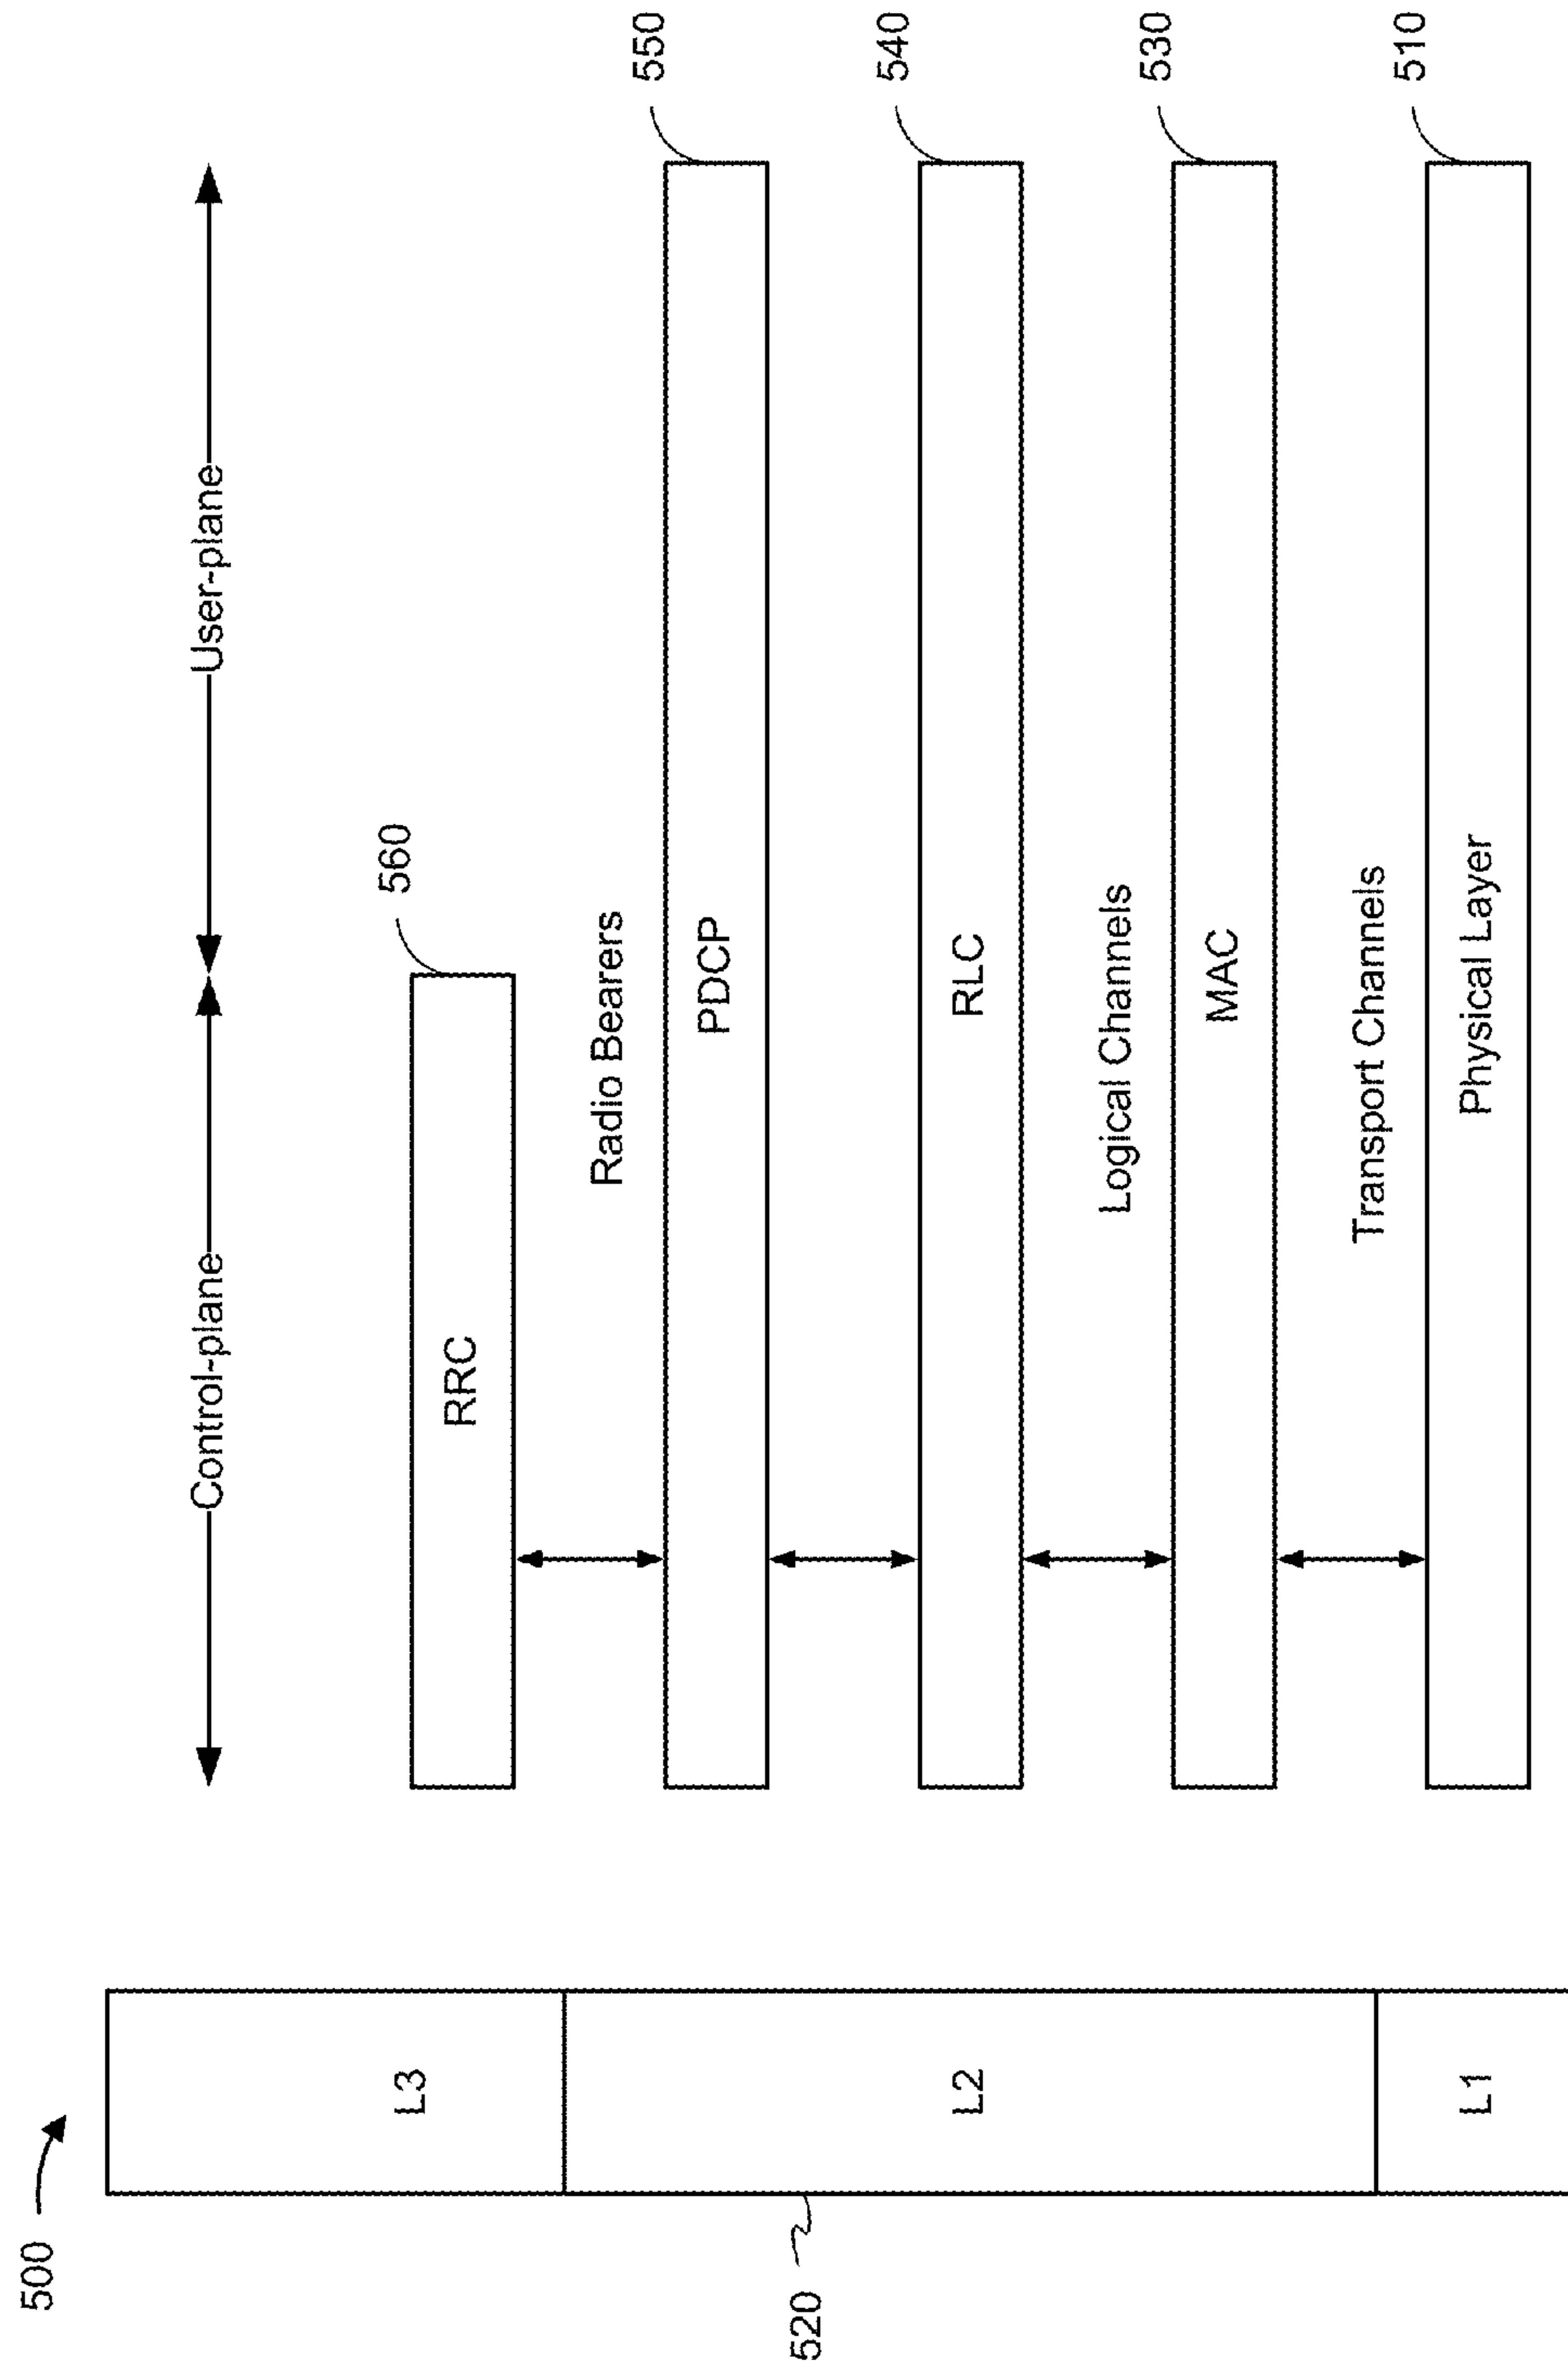 500
Control-plane
User-plane
L3
RRC
560
Radio Bearers
520
L2
PDCP
550
RLC
540
Logical Channels
MAC
530
Transport Channels
L1
Physical Layer
510